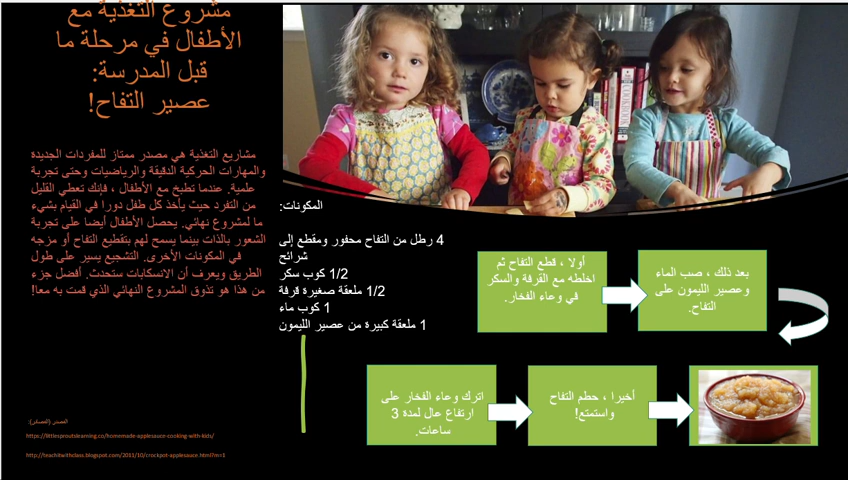 مشروع التغذية مع
الأطفال في مرحلة ما
قبل المدرسة:
عصير التفاح!
مشاريع التغذية هي مصدر ممتاز للمفردات الجديدة
والمهارات الحركية الدقيقة والرياضيات وحتى تجربة
علمية. عندما تطبخ مع الأطفال ، فإنك تعطي القليل
من التفرد حيث يأخذ كل طفل دورا في القيام بشيء
ما لمشروع نهائي. يحصل الأطفال أيضا على تجربة
الشعور بالذات بينما يسمح لهم بتقطيع التفاح أو مزجه
في المكونات الأخرى. التشجيع يسير على طول
الطريق ويعرف أن الانسكابات ستحدث. أفضل جزء
من هذا هو تذوق المشروع النهائي الذي قمت به معا!
المصدر (المصادر):
https://littlesproutslearning.co/homemade-applesauce-cooking-with-kids/
http://teachitwithclass.blogspot.com/2011/10/crockpot-applesauce.html?m=1
المكونات:
4 رطل من التفاح محفور ومقطع إلى
شرائح
1/2 كوب سكر
1/2 ملعقة صغيرة قرفة
1 كوب ماء
1 ملعقة كبيرة من عصير الليمون
أولا ، قطع التفاح ثم
اخلطه مع القرفة والسكر
في وعاء الفخار.
بعد ذلك ، صب الماء
وعصير الليمون على
التفاح.
اترك وعاء الفخار على
ارتفاع عال لمدة 3
ساعات.
أخيرا ، حطم التفاح
واستمتع!